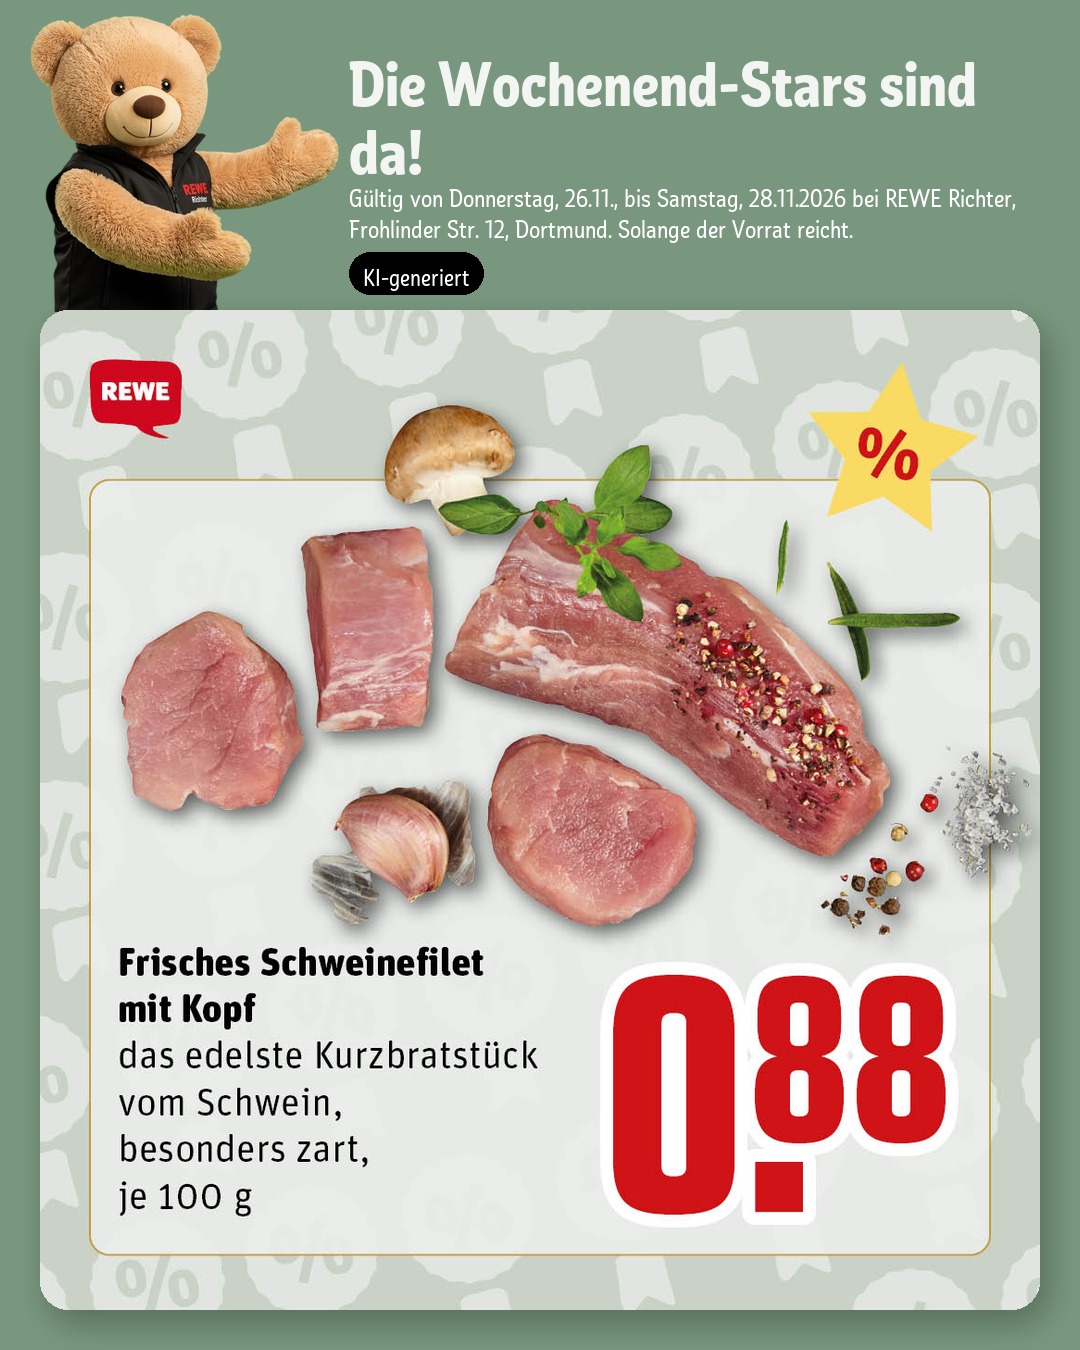 Die Wochenend-Stars sind
da!
Gültig von Donnerstag, 26.11., bis Samstag, 28.11.2026 bei REWE Richter,
Frohlinder Str. 12, Dortmund. Solange der Vorrat reicht.
KI-generiert
REWE
Richter
REWE
%
Frisches Schweinefilet
mit Kopf
das edelste Kurzbratstück
vom Schwein,
besonders zart,
je 100 g
0.88